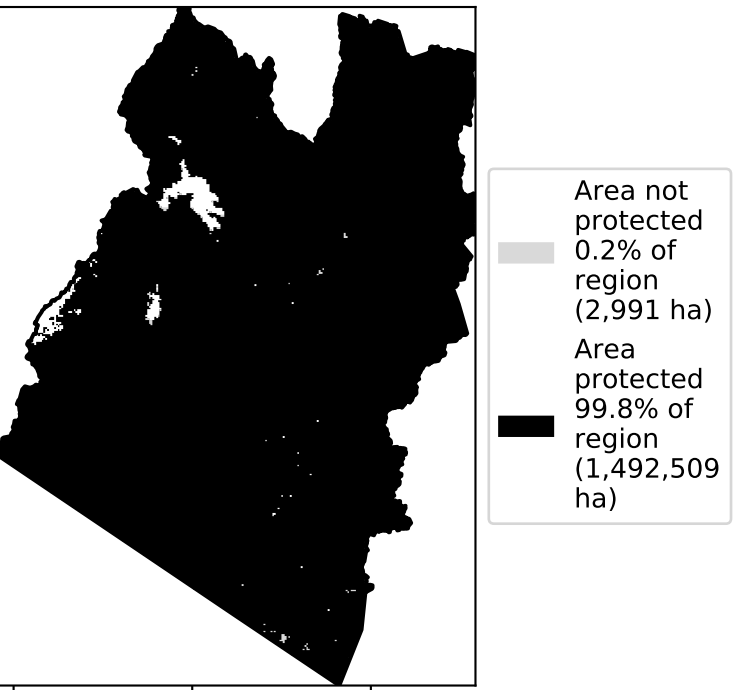 Area not
protected
0.2% of
region
(2,991 ha)
Area
protected
99.8% of
region
(1,492,509
ha)